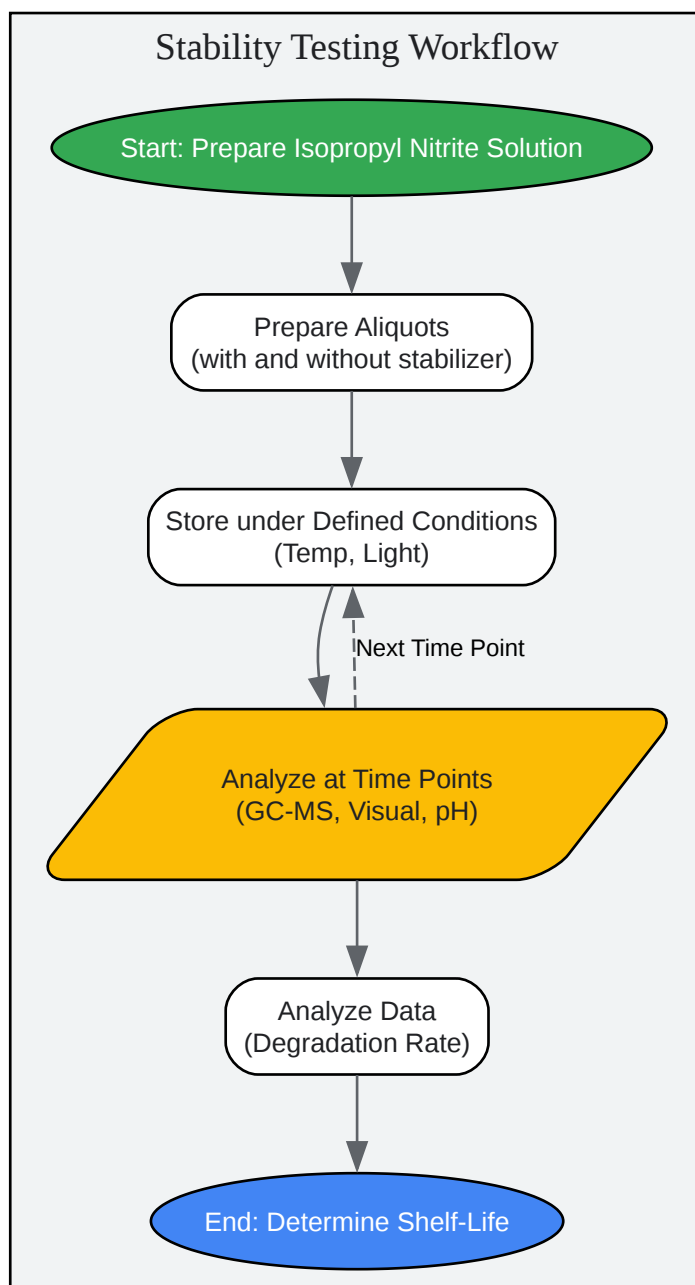 Stability Testing Workflow
Start: Prepare Isopropyl Nitrite Solution
Prepare Aliquots
(with and without stabilizer)
Store under Defined Conditions
(Temp, Light)
Next Time Point
Analyze at Time Points
(GC-MS, Visual, pH)
Analyze Data
(Degradation Rate)
End: Determine Shelf-Life